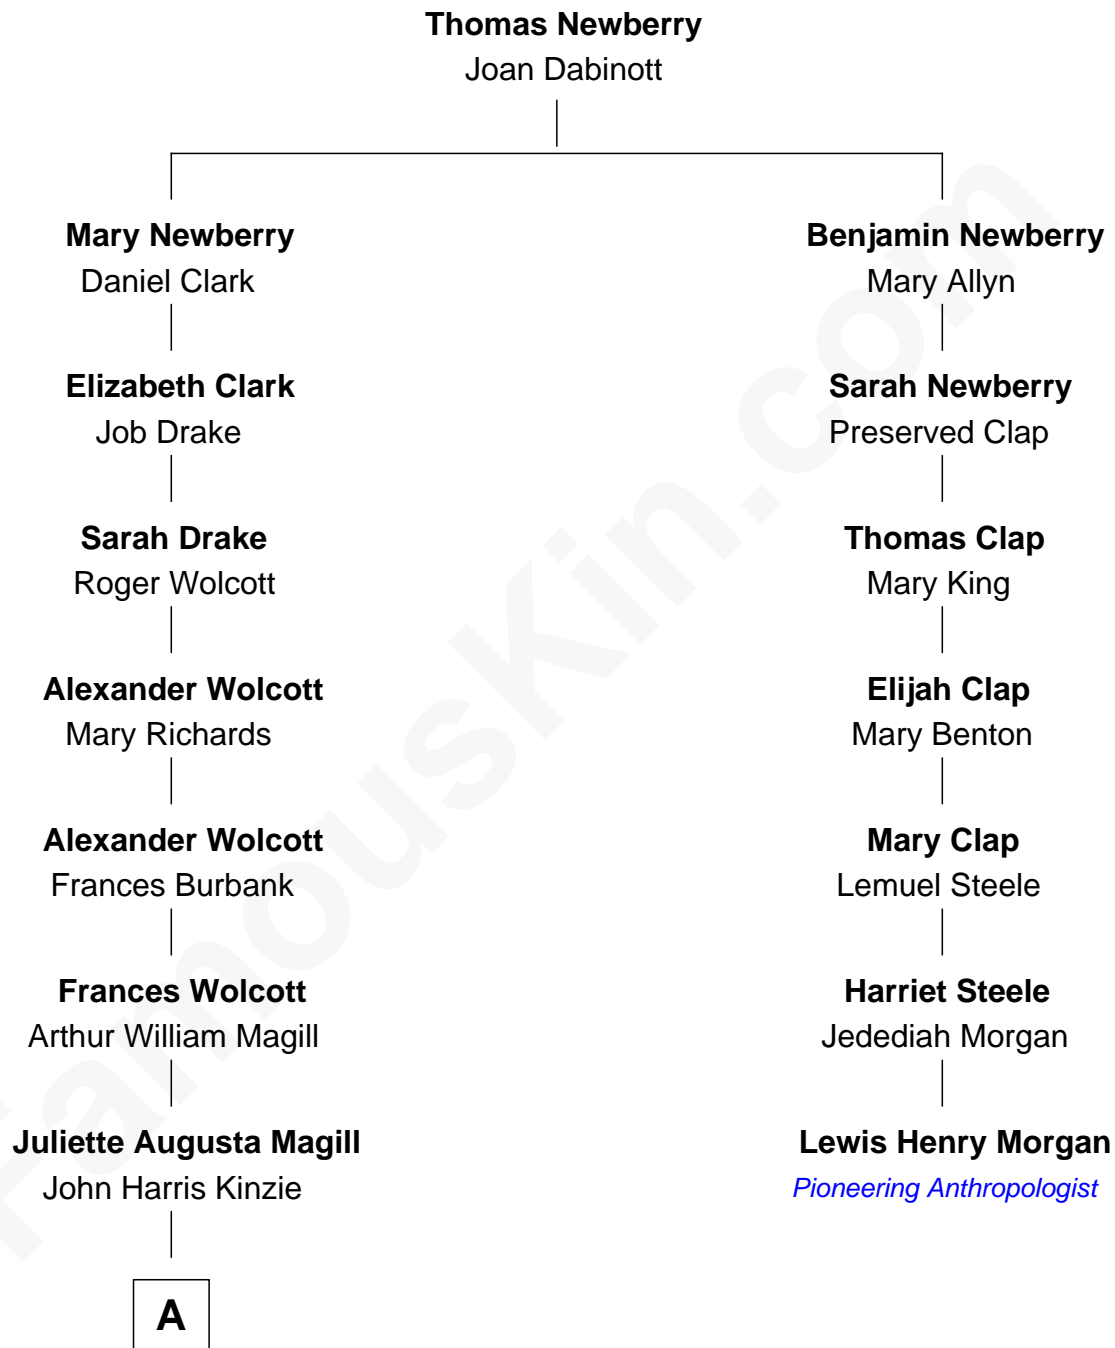 Thomas Newberry
Joan Dabinott
Mary Newberry
Daniel Clark
Elizabeth Clark
Job Drake
Sarah Drake
Roger Wolcott
Alexander Wolcott
Mary Richards
Alexander Wolcott
Frances Burbank
Frances Wolcott
Arthur William Magill
Juliette Augusta Magill
John Harris Kinzie
A
Benjamin Newberry
Mary Allyn
Sarah Newberry
Preserved Clap
Thomas Clap
Mary King
Elijah Clap
Mary Benton
Mary Clap
Lemuel Steele
Harriet Steele
Jedediah Morgan
Lewis Henry Morgan
Pioneering Anthropologist
FamousKin.com